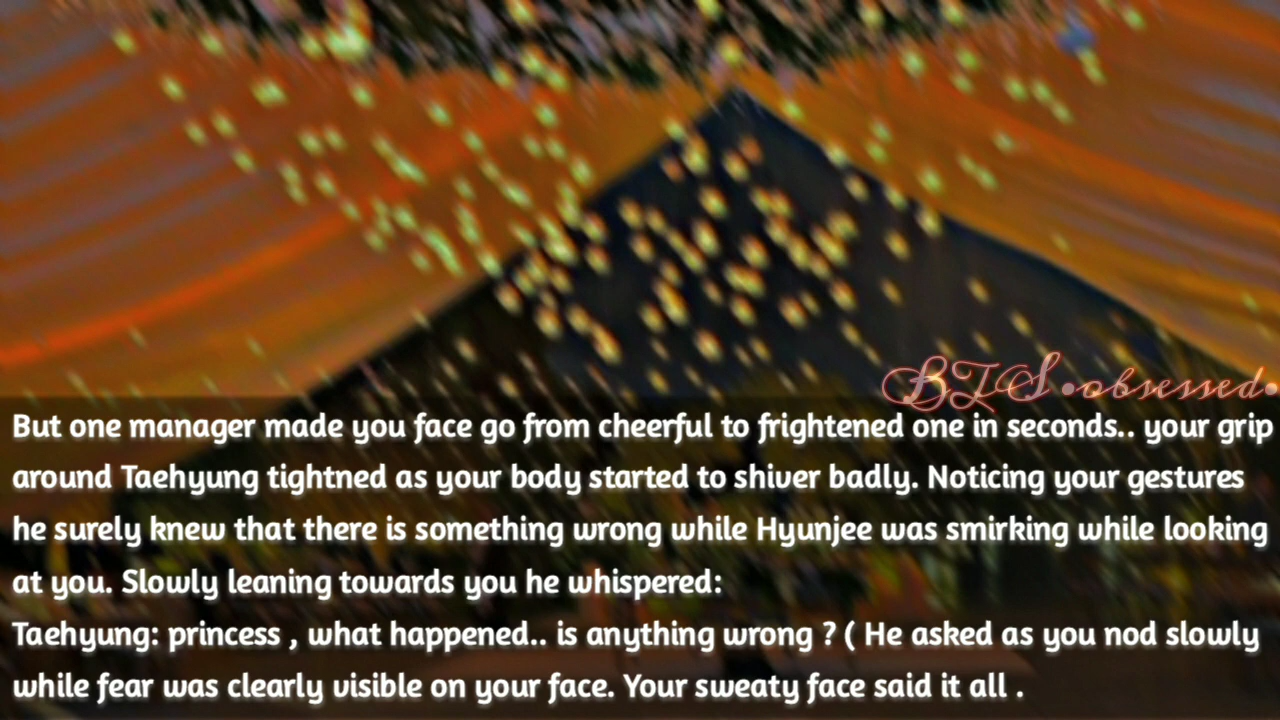 BTS•obsessed•
But one manager made you face go from cheerful to frightened one in seconds.. your grip
around Taehyung tightned as your body started to shiver badly. Noticing your gestures
he surely knew that there is something wrong while Hyunjee was smirking while looking
at you. Slowly leaning towards you he whispered:
Taehyung: princess , what happened.. is anything wrong ? ( He asked as you nod slowly
while fear was clearly visible on your face. Your sweaty face said it all .